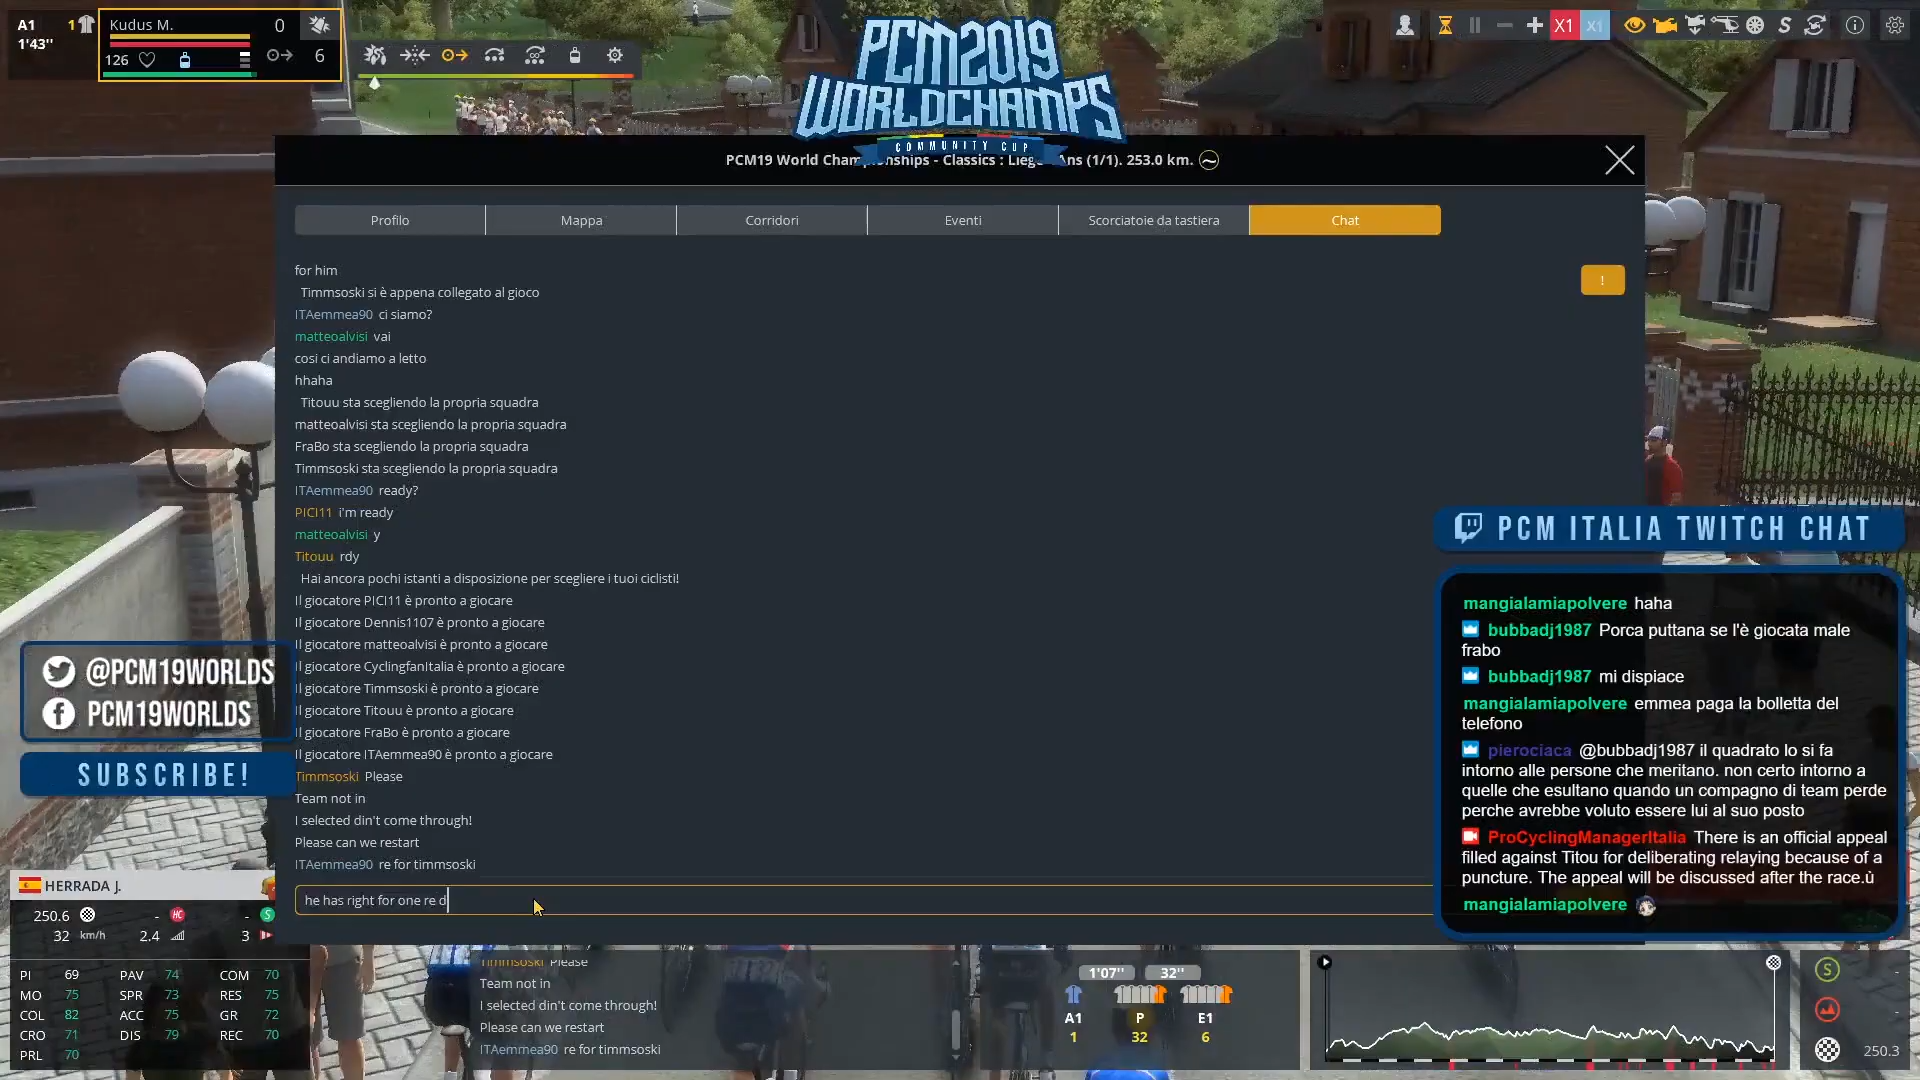 A1
1
Kudus M.
0
1'43''
126
6
X1
X1
PCM2019
WORLDCHAMPS
COMMUNITY CUP
PCM19 World Championships - Classics : Liege - Ans (1/1). 253.0 km.
Profilo
Mappa
Corridori
Eventi
Scorciatoie da tastiera
Chat
!
for him
Timmsoski si è appena collegato al gioco
ITAemmea90 ci siamo?
matteoalvisi vai
cosi ci andiamo a letto
hhaha
Titouu sta scegliendo la propria squadra
matteoalvisi sta scegliendo la propria squadra
FraBo sta scegliendo la propria squadra
Timmsoski sta scegliendo la propria squadra
ITAemmea90 ready?
PICI11 i'm ready
matteoalvisi y
Titouu rdy
Hai ancora pochi istanti a disposizione per scegliere i tuoi ciclisti!
Il giocatore PICI11 è pronto a giocare
Il giocatore Dennis1107 è pronto a giocare
Il giocatore matteoalvisi è pronto a giocare
Il giocatore CyclingfanItalia è pronto a giocare
Il giocatore Timmsoski è pronto a giocare
Il giocatore Titouu è pronto a giocare
Il giocatore FraBo è pronto a giocare
Il giocatore ITAemmea90 è pronto a giocare
Timmsoski Please
Team not in
I selected din't come through!
Please can we restart
ITAemmea90 re for timmsoski
he has right for one re d
@PCM19WORLDS
PCM19WORLDS
SUBSCRIBE!
PCM ITALIA TWITCH CHAT
mangialamiapolvere haha
bubbadj1987 Porca puttana se l'è giocata male
frabo
bubbadj1987 mi dispiace
mangialamiapolvere emmea paga la bolletta del
telefono
pierociaca @bubbadj1987 il quadrato lo si fa
intorno alle persone che meritano. non certo intorno a
quelle che esultano quando un compagno di team perde
perche avrebbe voluto essere lui al suo posto
ProCyclingManagerItalia There is an official appeal
filled against Titou for deliberating relaying because of a
puncture. The appeal will be discussed after the race.ù
mangialamiapolvere
HERRADA J.
250.6 - HC - S
32 km/h 2.4 3
PI 69 PAV 74 COM 70
MO 75 SPR 73 RES 75
COL 82 ACC 75 GR 72
CRO 71 DIS 79 REC 70
PRL 70
Timmsoski Please
Team not in
I selected din't come through!
Please can we restart
ITAemmea90 re for timmsoski
1'07'' 32''
A1 P E1
1 32 6
S -
-
250.3